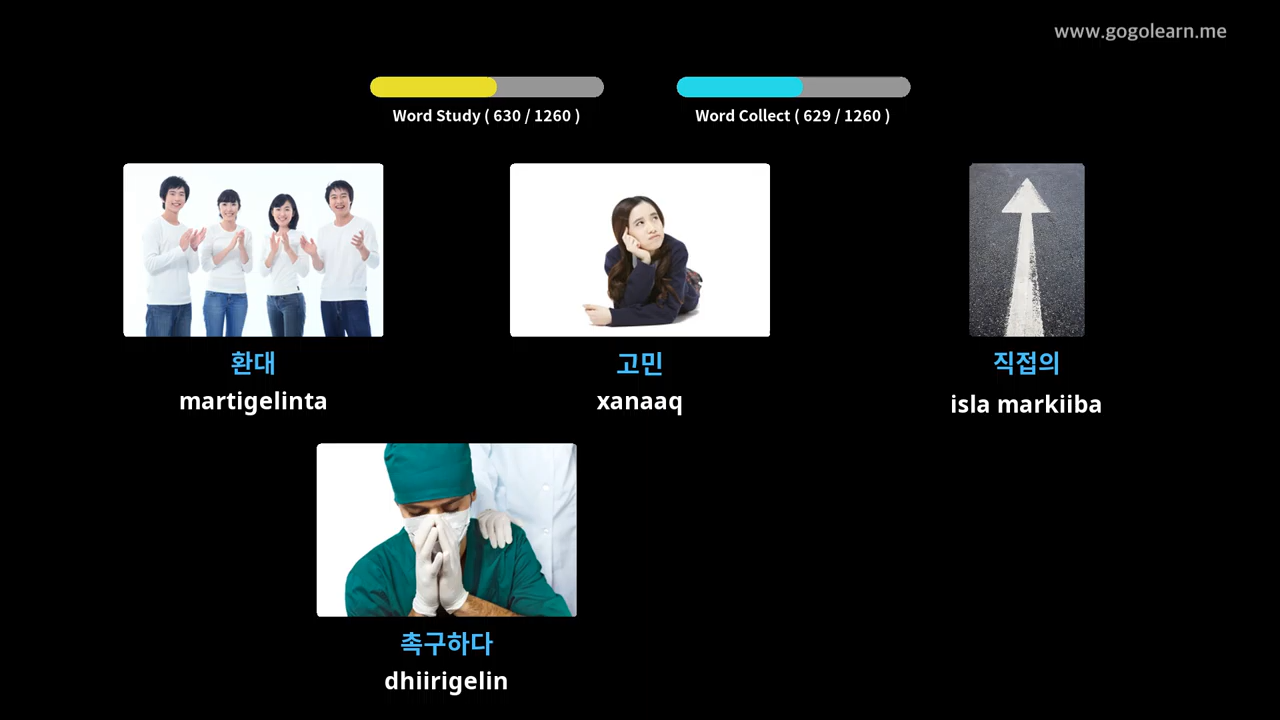 www.gogolearn.me
Word Study ( 630 / 1260 )
Word Collect ( 629 / 1260 )
환대
martigelinta
고민
xanaaq
직접의
isla markiiba
촉구하다
dhiirigelin